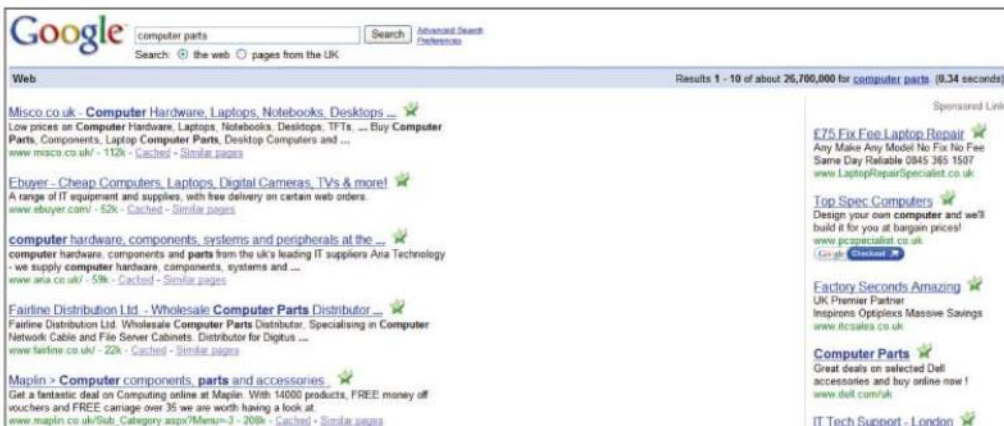 Google
computer parts
Search
Advanced Search
Preferences
Search: the web pages from the UK
Web
Results 1 - 10 of about 26,700,000 for computer parts. (0.34 seconds)
Misco.co.uk - Computer Hardware, Laptops, Notebooks, Desktops ...
Low prices on Computer Hardware, Laptops, Notebooks, Desktops, TFTs, ... Buy Computer
Parts, Components, Laptop Computer Parts, Desktop Computers and ...
www.misco.co.uk/ - 112k - Cached - Similar pages
Ebuyer - Cheap Computers, Laptops, Digital Cameras, TVs & more!
A range of IT equipment and supplies, with free delivery on certain web orders.
www.ebuyer.com/ - 52k - Cached - Similar pages
computer hardware, components, systems and peripherals at the ...
computer hardware, components and parts from the uk's leading IT suppliers Aria Technology
- we supply computer hardware, components, systems and ...
www.aria.co.uk/ - 59k - Cached - Similar pages
Fairline Distribution Ltd. - Wholesale Computer Parts Distributor ...
Fairline Distribution Ltd. Wholesale Computer Parts Distributor, Specialising in Computer
Network Cable and File Server Cabinets. Distributor for Digitus ...
www.fairline.co.uk/ - 22k - Cached - Similar pages
Maplin > Computer components, parts and accessories
Get a fantastic deal on Computing online at Maplin. With 14000 products, FREE money off
vouchers and FREE carriage over 35 we are worth having a look at.
www.maplin.co.uk/Sub_Category.aspx?Menu=-3 - 208k - Cached - Similar pages
Sponsored Link
£75 Fix Fee Laptop Repair
Any Make Any Model No Fix No Fee
Same Day Reliable 0845 365 1507
www.LaptopRepairSpecialist.co.uk
Top Spec Computers
Design your own computer and we'll
build it for you at bargain prices!
www.pcspecialist.co.uk
Google Checkout
Factory Seconds Amazing
UK Premier Partner
Inspirons Optiplexs Massive Savings
www.itcsales.co.uk
Computer Parts
Great deals on selected Dell
accessories and buy online now !
www.dell.com/uk
IT Tech Support - London